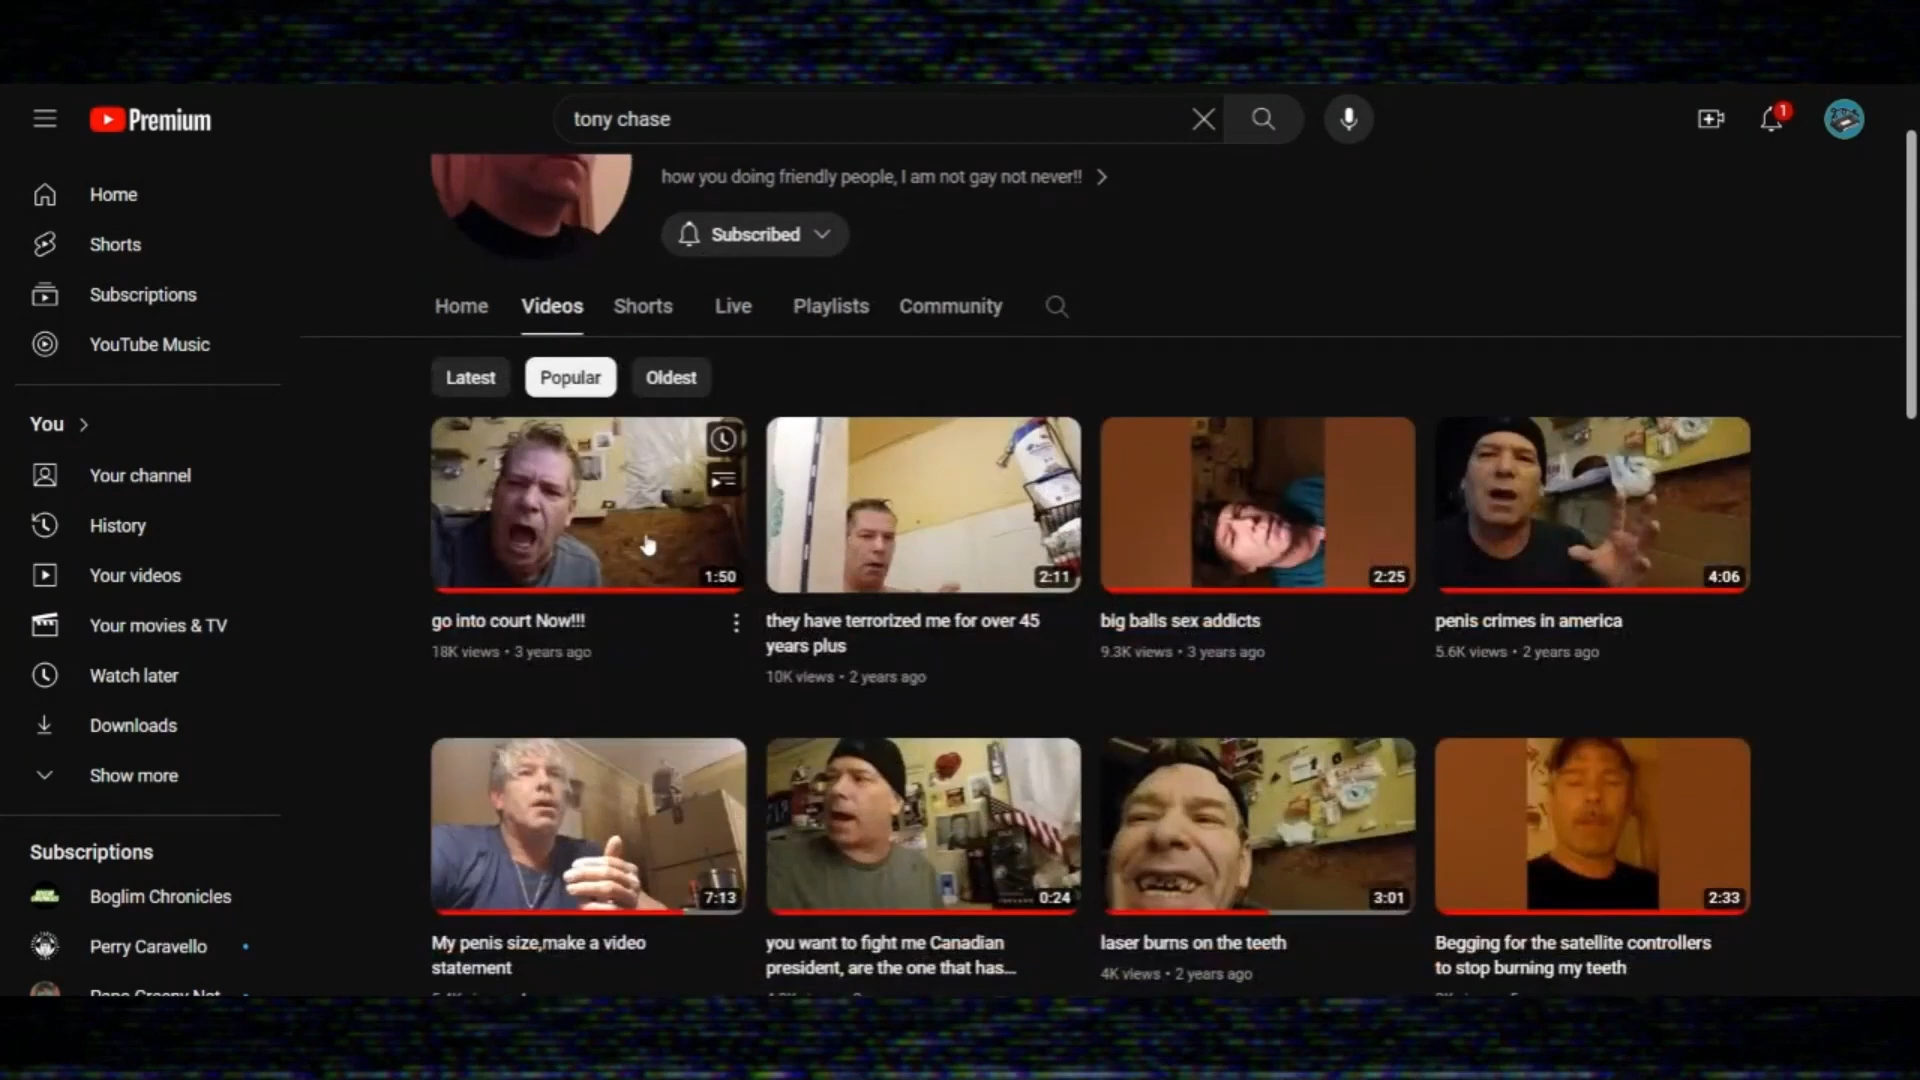 Premium
tony chase
1
how you doing friendly people, I am not gay not never!!
Subscribed
Home
Shorts
Subscriptions
YouTube Music
You
Your channel
History
Your videos
Your movies & TV
Watch later
Downloads
Show more
Subscriptions
Boglim Chronicles
Perry Caravello
Home Videos Shorts Live Playlists Community
Latest Popular Oldest
1:50
go into court Now!!!
18K views • 3 years ago
2:11
they have terrorized me for over 45
years plus
10K views • 2 years ago
2:25
big balls sex addicts
9.3K views • 3 years ago
4:06
penis crimes in america
5.6K views • 2 years ago
7:13
My penis size,make a video
statement
0:24
you want to fight me Canadian
president, are the one that has...
3:01
laser burns on the teeth
4K views • 2 years ago
2:33
Begging for the satellite controllers
to stop burning my teeth